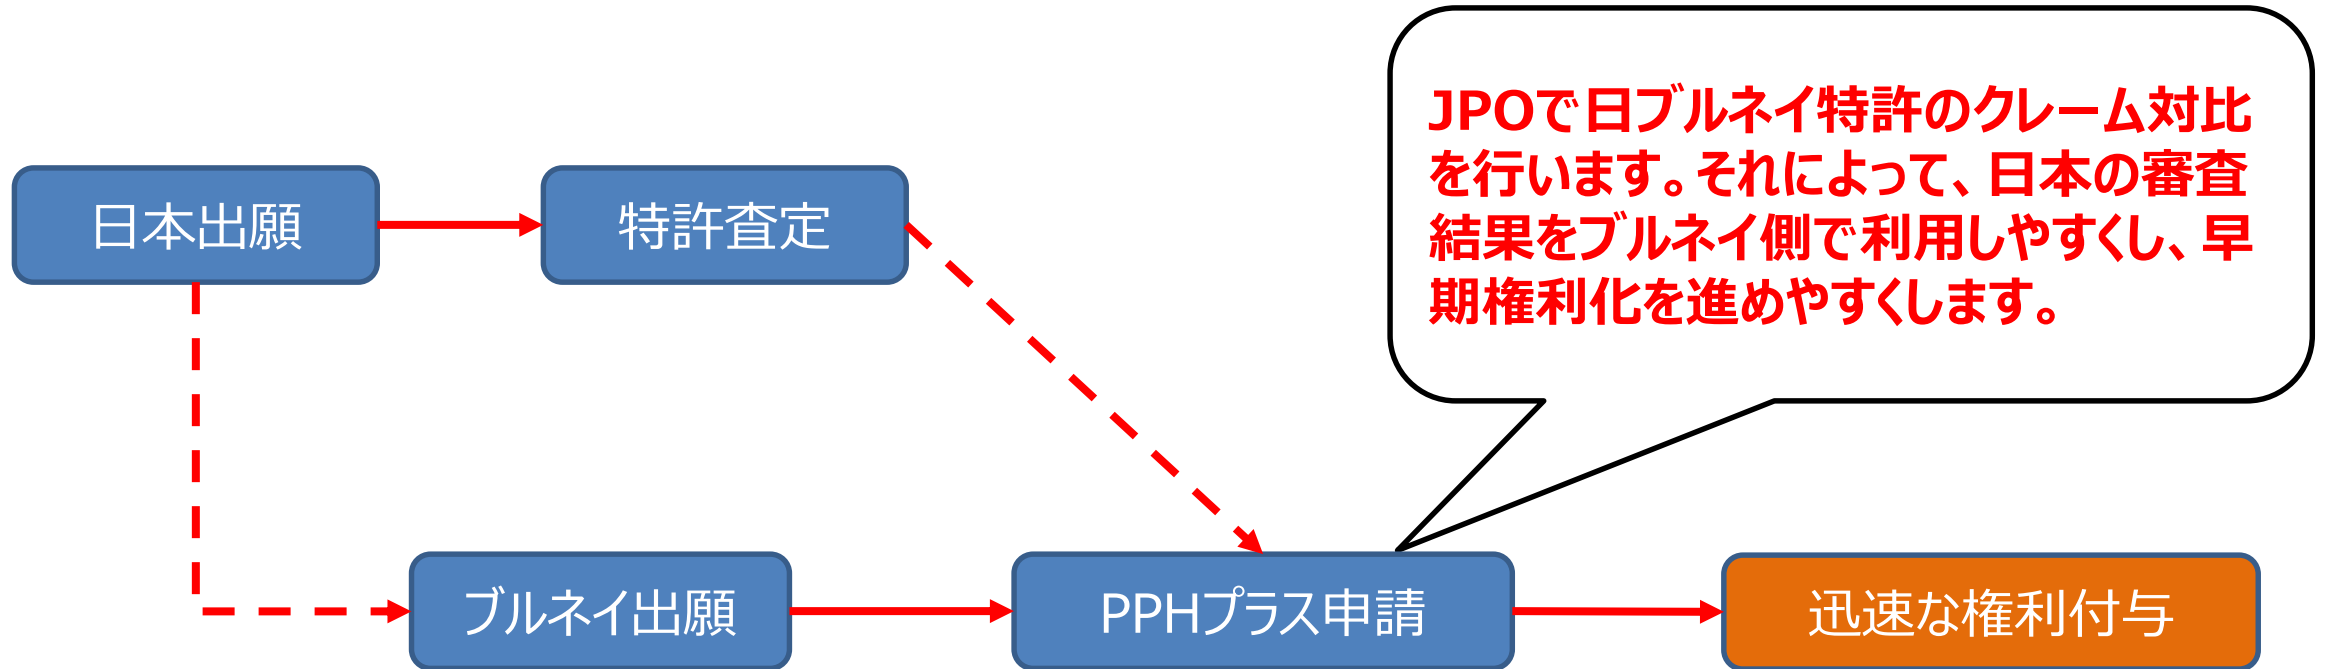 JPOで日ブルネイ特許のクレーム対比
を行います。それによって、日本の審査
結果をブルネイ側で利用しやすくし、早
期権利化を進めやすくします。
日本出願
特許査定
ブルネイ出願
PPHプラス申請
迅速な権利付与